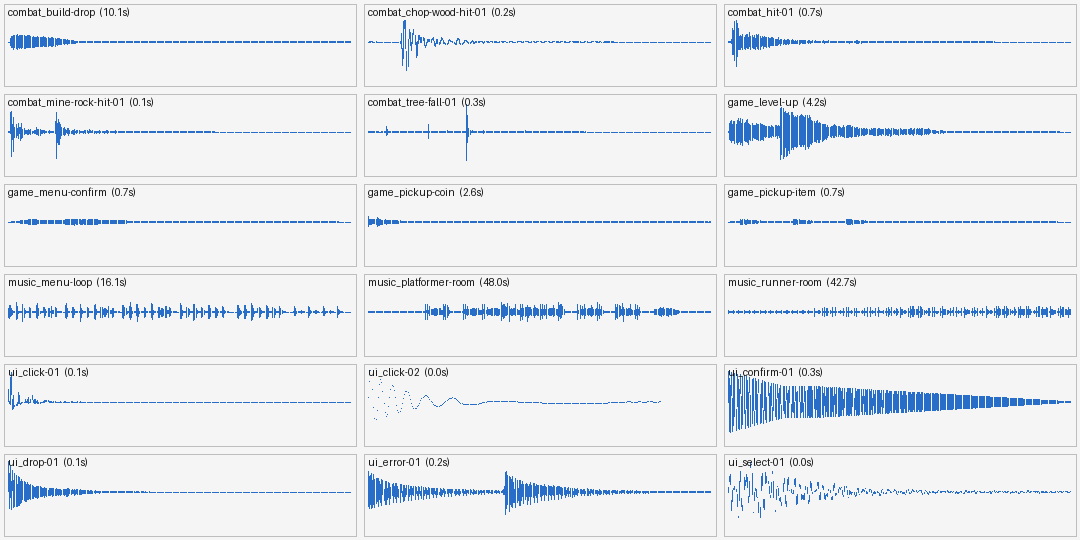 combat_build-drop (10.1s)
combat_chop-wood-hit-01 (0.2s)
combat_hit-01 (0.7s)
combat_mine-rock-hit-01 (0.1s)
combat_tree-fall-01 (0.3s)
game_level-up (4.2s)
game_menu-confirm (0.7s)
game_pickup-coin (2.6s)
game_pickup-item (0.7s)
music_menu-loop (16.1s)
music_platformer-room (48.0s)
music_runner-room (42.7s)
ui_click-01 (0.1s)
ui_click-02 (0.0s)
ui_confirm-01 (0.3s)
ui_drop-01 (0.1s)
ui_error-01 (0.2s)
ui_select-01 (0.0s)